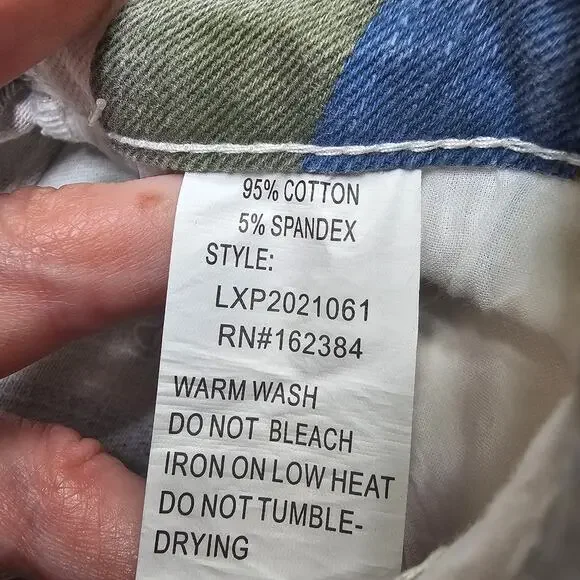 95% COTTON
5% SPANDEX
STYLE:
LXP2021061
RN#162384
WARM WASH
DO NOT BLEACH
IRON ON LOW HEAT
DO NOT TUMBLE-
DRYING